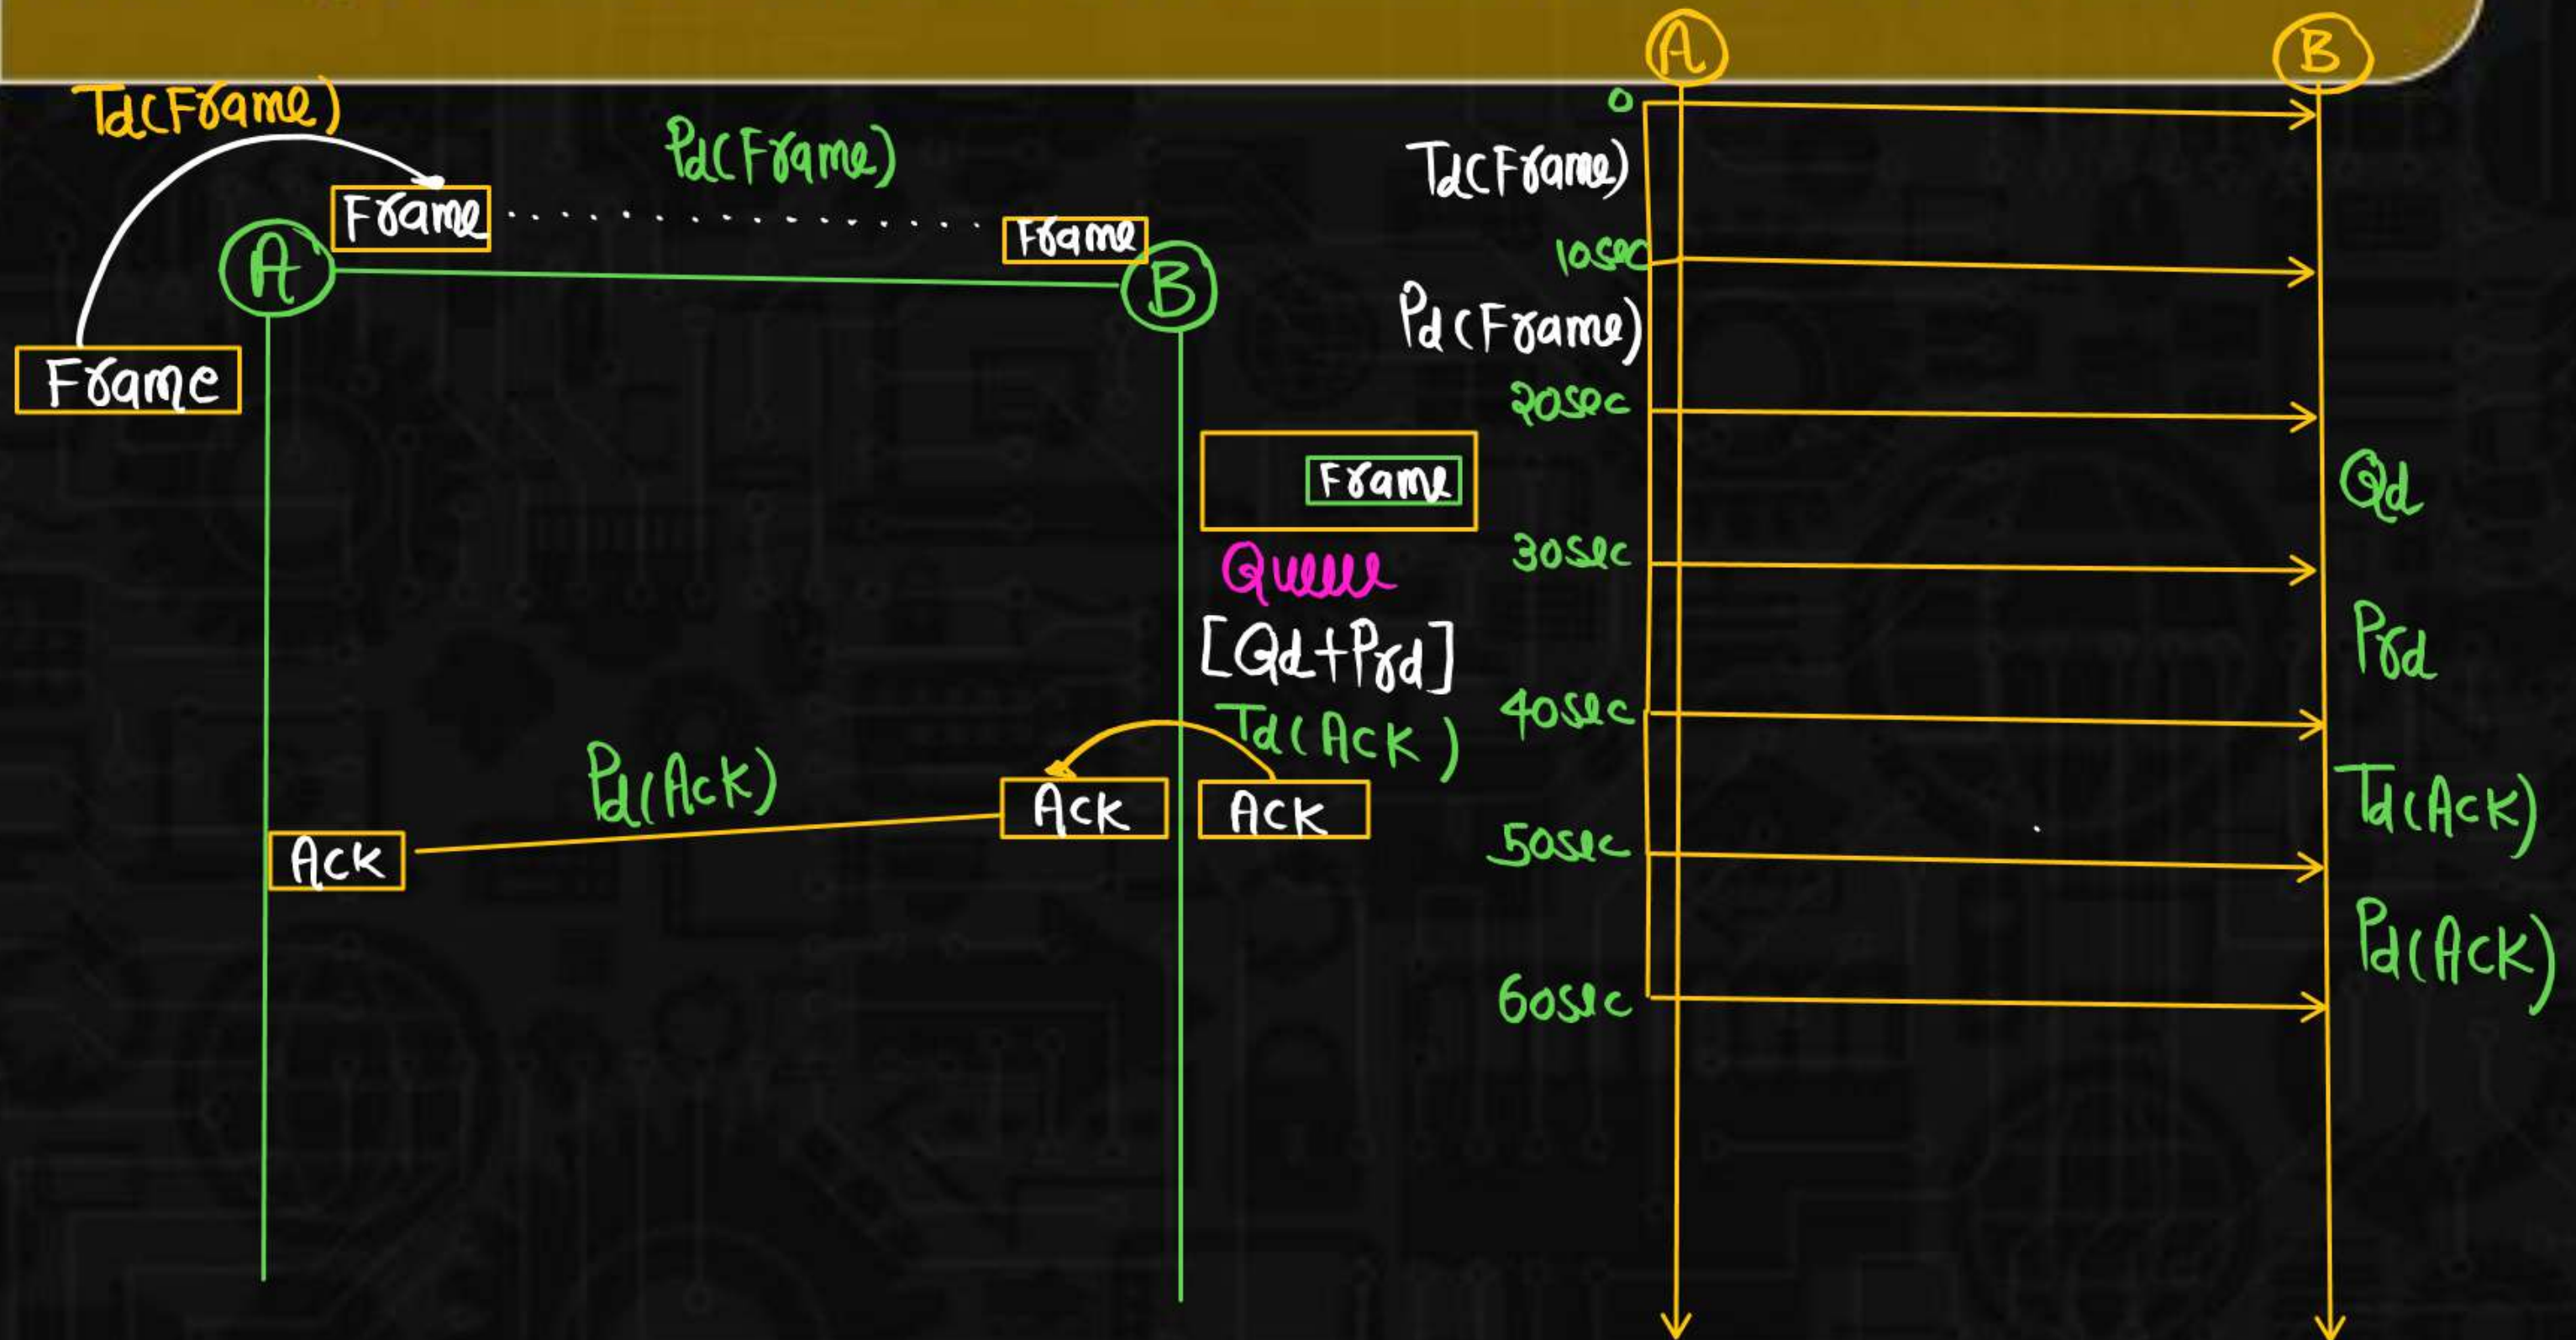 Td(Frame)
Pd(Frame)
Frame
Frame
A
B
Frame
Frame
Queue
[Qd+Prd]
Td(Ack)
Pd(Ack)
Ack
Ack
Ack
A
B
0
Td(Frame)
10sec
Pd(Frame)
20sec
Qd
30sec
Prd
40sec
Td(Ack)
50sec
Pd(Ack)
60sec